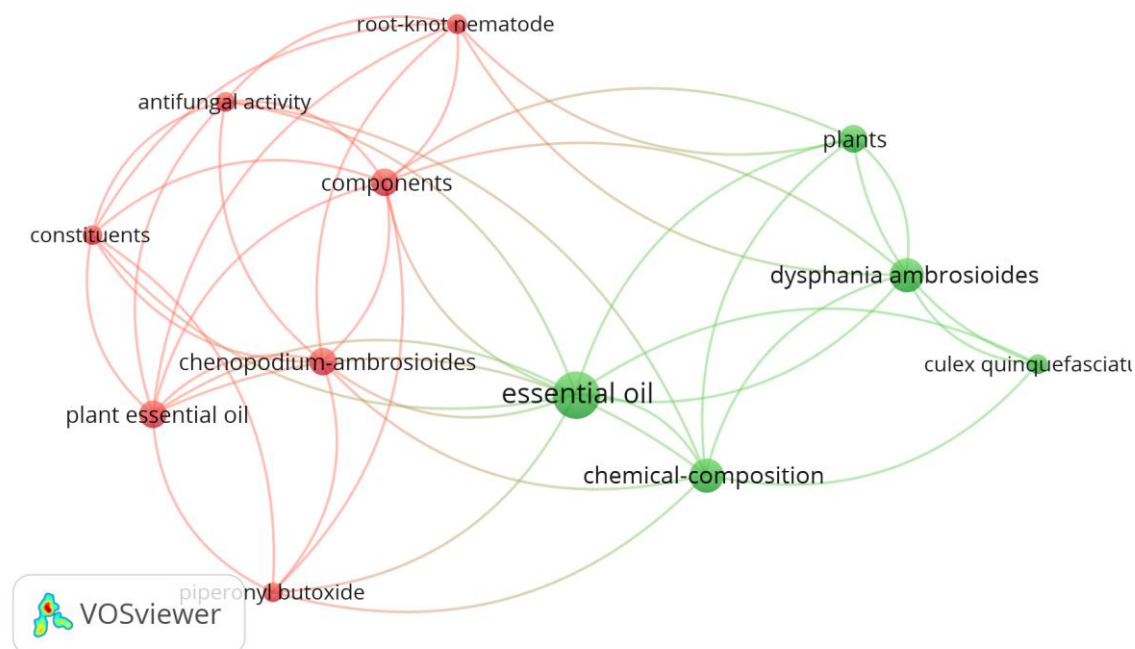 root-knot nematode
antifungal activity
plants
components
constituents
dysphania ambrosioides
chenopodium-ambrosioides
culex quinquefasciatu
essential oil
plant essential oil
chemical-composition
piperonyl butoxide
VOSviewer